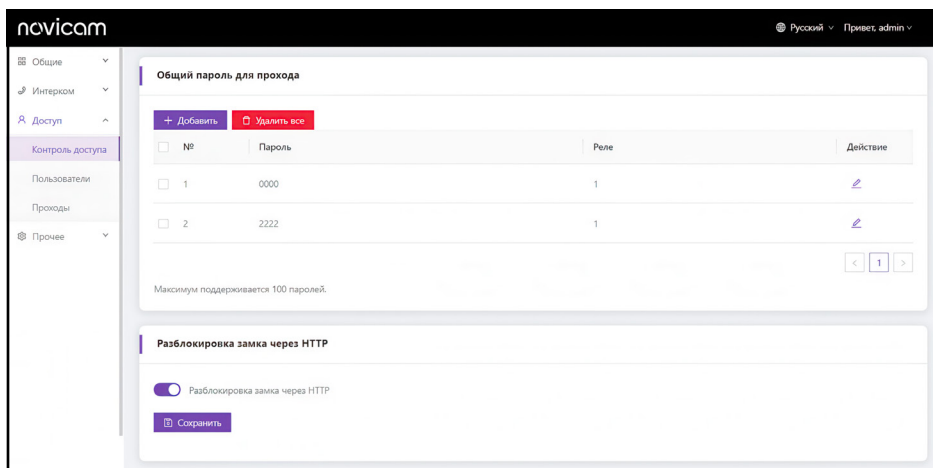 novicam
Русский
Привет, admin
Общие
Интерком
Доступ
Контроль доступа
Пользователи
Проходы
Прочее
Общий пароль для прохода
+ Добавить
Удалить все
№ Пароль Реле Действие
1 0000 1
2 2222 1
< 1 >
Максимум поддерживается 100 паролей.
Разблокировка замка через HTTP
Разблокировка замка через HTTP
Сохранить